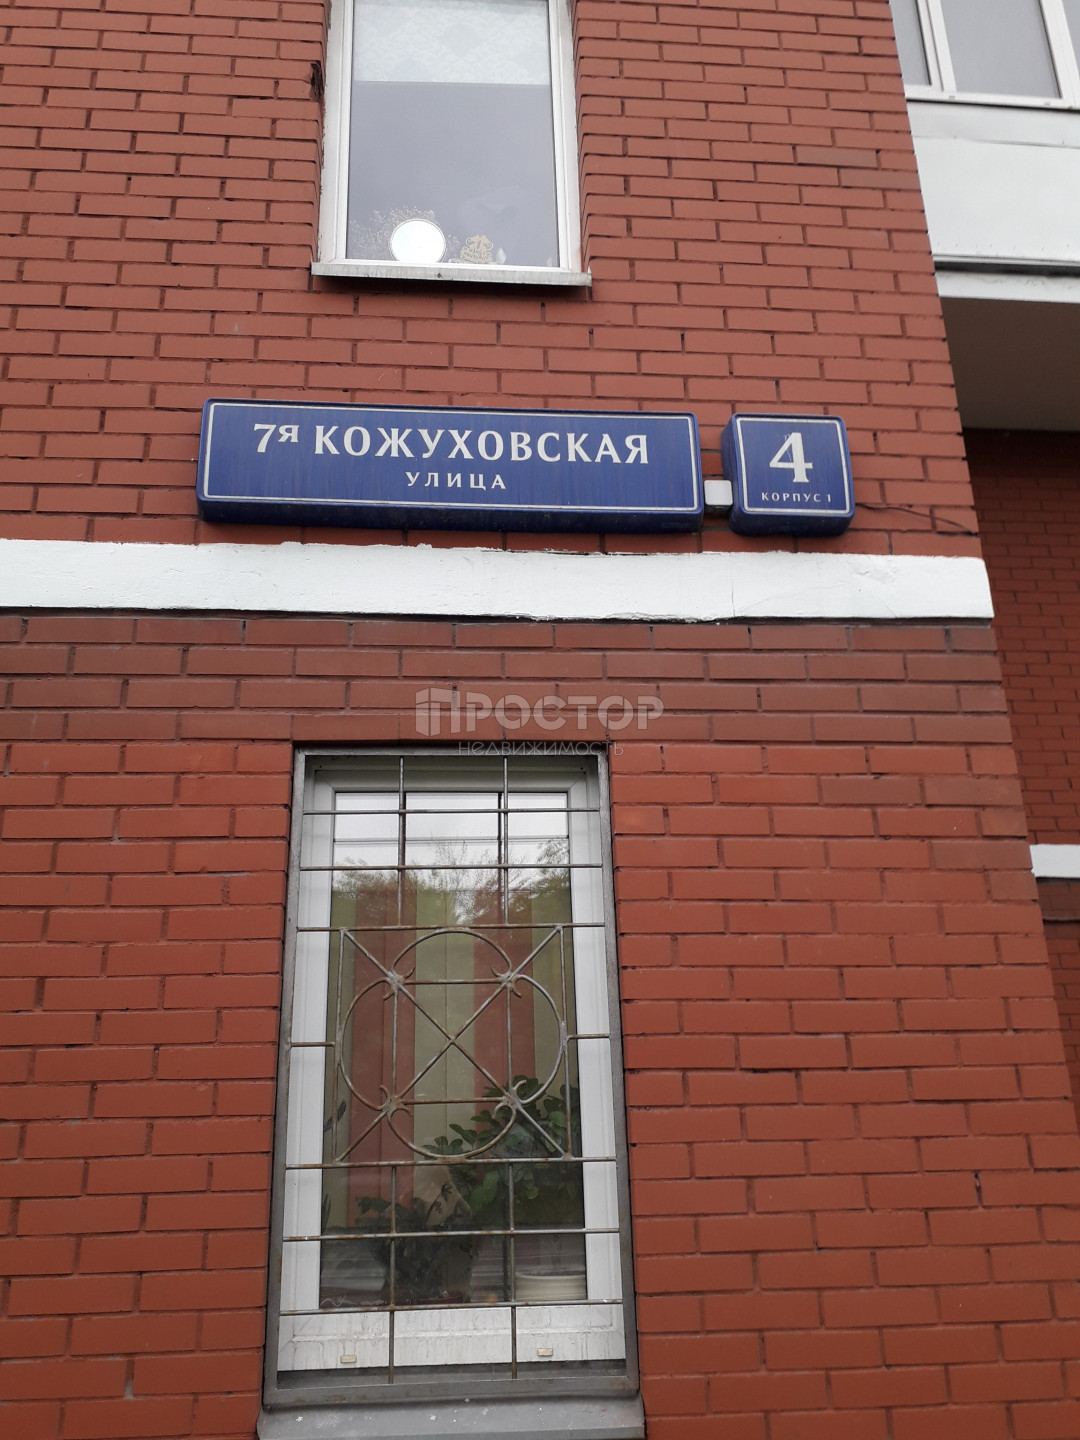 7я КОЖУХОВСКАЯ
УЛИЦА
4
КОРПУС 1
ПРОСТОР
НЕДВИЖИМОСТЬ